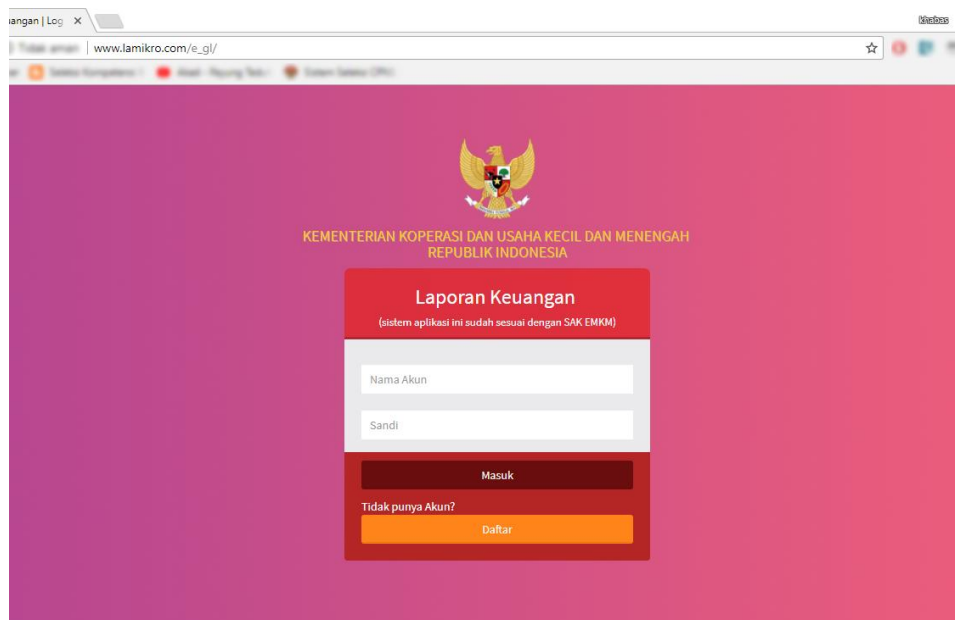 angan | Log
khabas
www.lamikro.com/e_gl/
KEMENTERIAN KOPERASI DAN USAHA KECIL DAN MENENGAH
REPUBLIK INDONESIA
Laporan Keuangan
(sistem aplikasi ini sudah sesuai dengan SAK EMKM)
Nama Akun
Sandi
Masuk
Tidak punya Akun?
Daftar